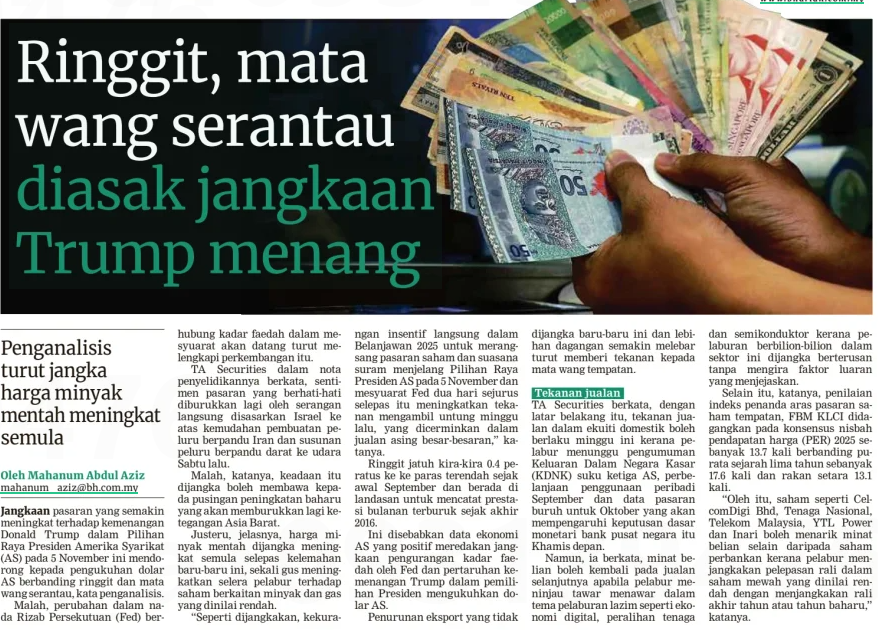 Ringgit, mata
wang serantau
diasak jangkaan
Trump menang
Penganalisis
turut jangka
harga minyak
mentah meningkat
semula
Oleh Mahanum Abdul Aziz
mahanum_aziz@bh.com.my
Jangkaan pasaran yang semakin
meningkat terhadap kemenangan
Donald Trump dalam Pilihan
Raya Presiden Amerika Syarikat
(AS) pada 5 November ini mendo-
rong kepada pengukuhan dolar
AS berbanding ringgit dan mata
wang serantau, kata penganalisis.
Malah, perubahan dalam na-
da Rizab Persekutuan (Fed) ber-
hubung kadar faedah dalam me-
syuarat akan datang turut me-
lengkapi perkembangan itu.
TA Securities dalam nota
penyelidikannya berkata, senti-
men pasaran yang berhati-hati
diburukkan lagi oleh serangan
langsung disasarkan Israel ke
atas kemudahan pembuatan pe-
luru berpandu Iran dan susunan
peluru berpandu darat ke udara
Sabtu lalu.
Malah, katanya, keadaan itu
dijangka boleh membawa kepa-
da pusingan peningkatan baharu
yang akan memburukkan lagi ke-
tegangan Asia Barat.
Justeru, jelasnya, harga mi-
nyak mentah dijangka mening-
kat semula selepas kelemahan
baru-baru ini, sekali gus mening-
katkan selera pelabur terhadap
saham berkaitan minyak dan gas
yang dinilai rendah.
“Seperti dijangkakan, kekura-
ngan insentif langsung dalam
Belanjawan 2025 untuk merang-
sang pasaran saham dan suasana
suram menjelang Pilihan Raya
Presiden AS pada 5 November dan
mesyuarat Fed dua hari sejurus
selepas itu meningkatkan teka-
nan mengambil untung minggu
lalu, yang dicerminkan dalam
jualan asing besar-besaran,” ka-
tanya.
Ringgit jatuh kira-kira 0.4 pe-
ratus ke ke paras terendah sejak
awal September dan berada di
landasan untuk mencatat presta-
si bulanan terburuk sejak akhir
2016.
Ini disebabkan data ekonomi
AS yang positif meredakan jang-
kaan pengurangan kadar fae-
dah oleh Fed dan pertaruhan ke-
menangan Trump dalam pemili-
han Presiden mengukuhkan do-
lar AS.
Penurunan eksport yang tidak
dijangka baru-baru ini dan lebi-
han dagangan semakin melebar
turut memberi tekanan kepada
mata wang tempatan.
Tekanan jualan
TA Securities berkata, dengan
latar belakang itu, tekanan jua-
lan dalam ekuiti domestik boleh
berlaku minggu ini kerana pe-
labur menunggu pengumuman
Keluaran Dalam Negara Kasar
(KDNK) suku ketiga AS, perbe-
lanjaan penggunaan peribadi
September dan data pasaran
buruh untuk Oktober yang akan
mempengaruhi keputusan dasar
monetari bank pusat negara itu
Khamis depan.
Namun, ia berkata, minat be-
lian boleh kembali pada jualan
selanjutnya apabila pelabur me-
ninjau tawar menawar dalam
tema pelaburan lazim seperti eko-
nomi digital, peralihan tenaga
dan semikonduktor kerana pe-
laburan berbilion-bilion dalam
sektor ini dijangka berterusan
tanpa mengira faktor luaran
yang menjejaskan.
Selain itu, katanya, penilaian
indeks penanda aras pasaran sa-
ham tempatan, FBM KLCI dida-
gangkan pada konsensus nisbah
pendapatan harga (PER) 2025 se-
banyak 13.7 kali berbanding pu-
rata sejarah lima tahun sebanyak
17.6 kali dan rakan setara 13.1
kali.
“Oleh itu, saham seperti Cel-
comDigi Bhd, Tenaga Nasional,
Telekom Malaysia, YTL Power
dan Inari boleh menarik minat
belian selain daripada saham
perbankan kerana pelabur men-
jangkakan pelepasan rali dalam
saham mewah yang dinilai ren-
dah dengan menjangkakan rali
akhir tahun atau tahun baharu,”
katanya.